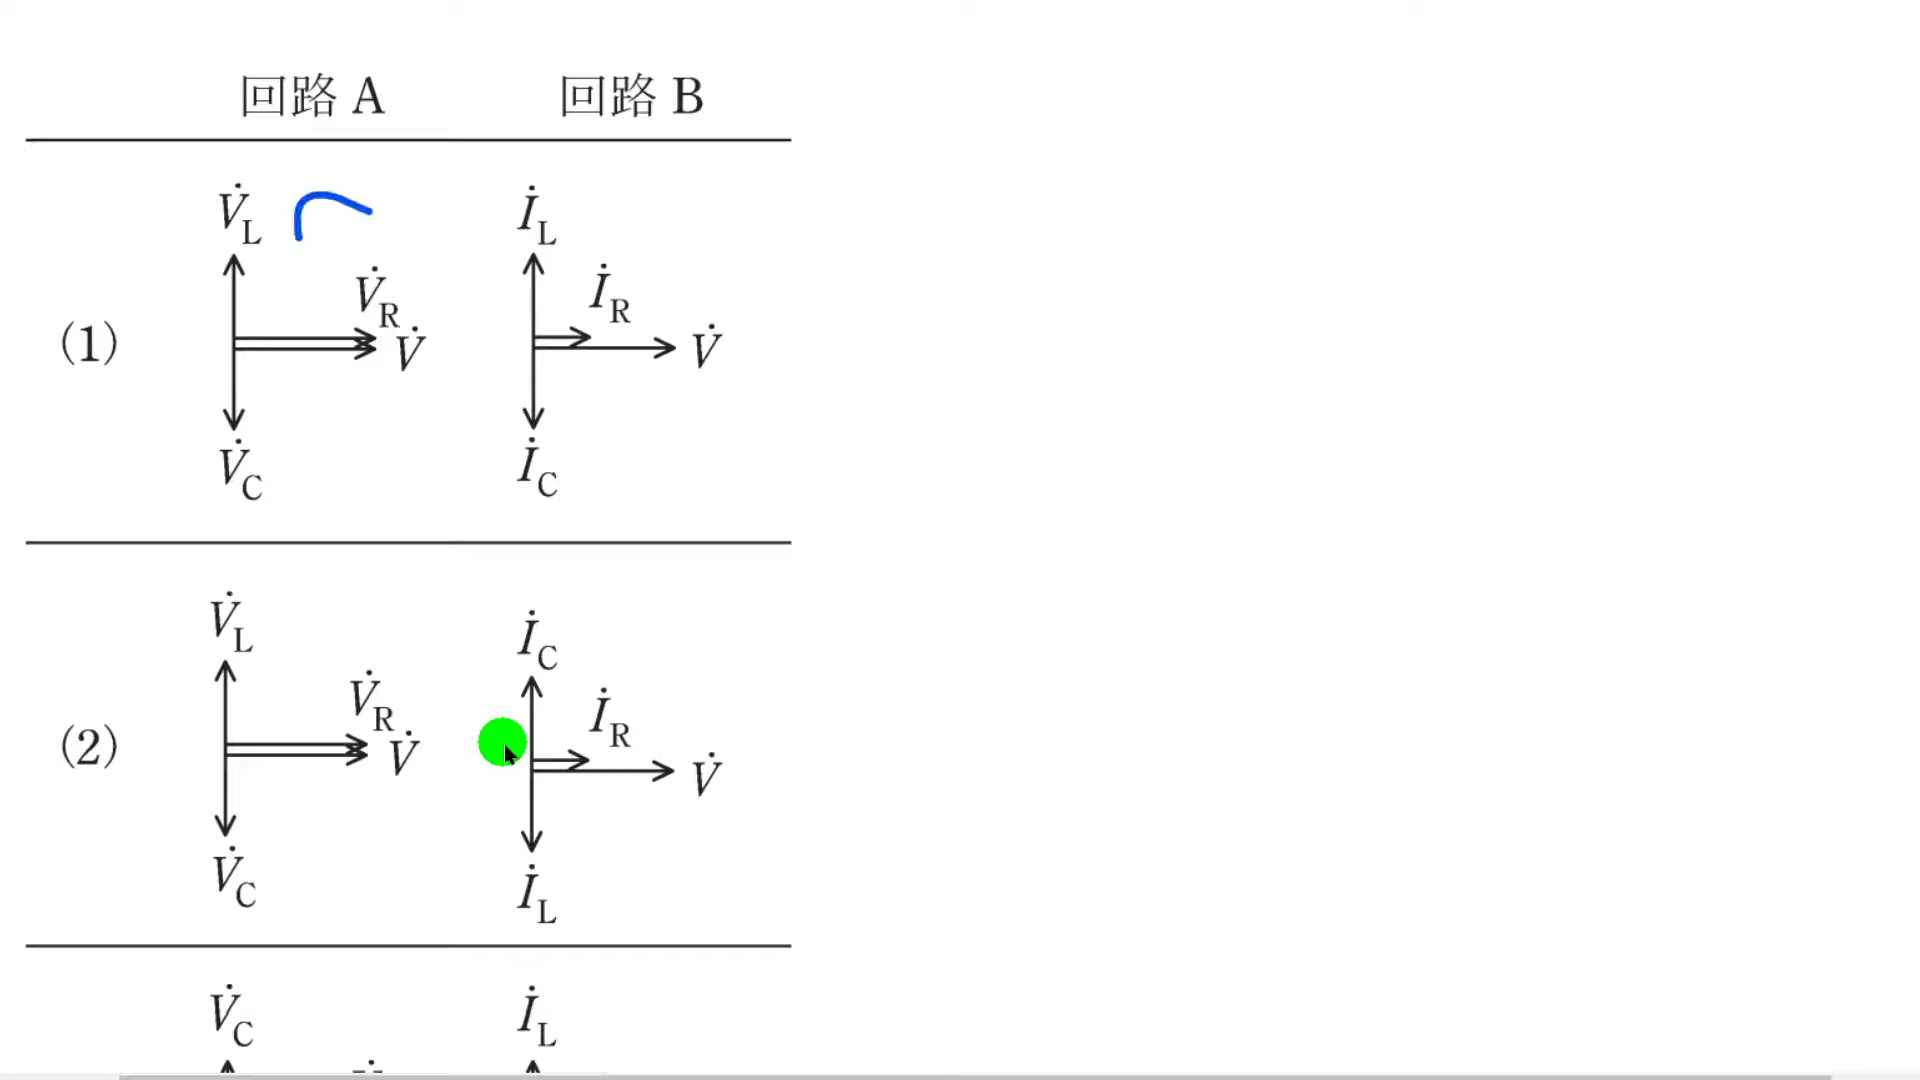 回路 A 回路 B
V̇L İL
V̇R İR
(1) V̇ V̇
V̇C İC
V̇L İC
V̇R İR
(2) V̇ V̇
V̇C İL
V̇C İL